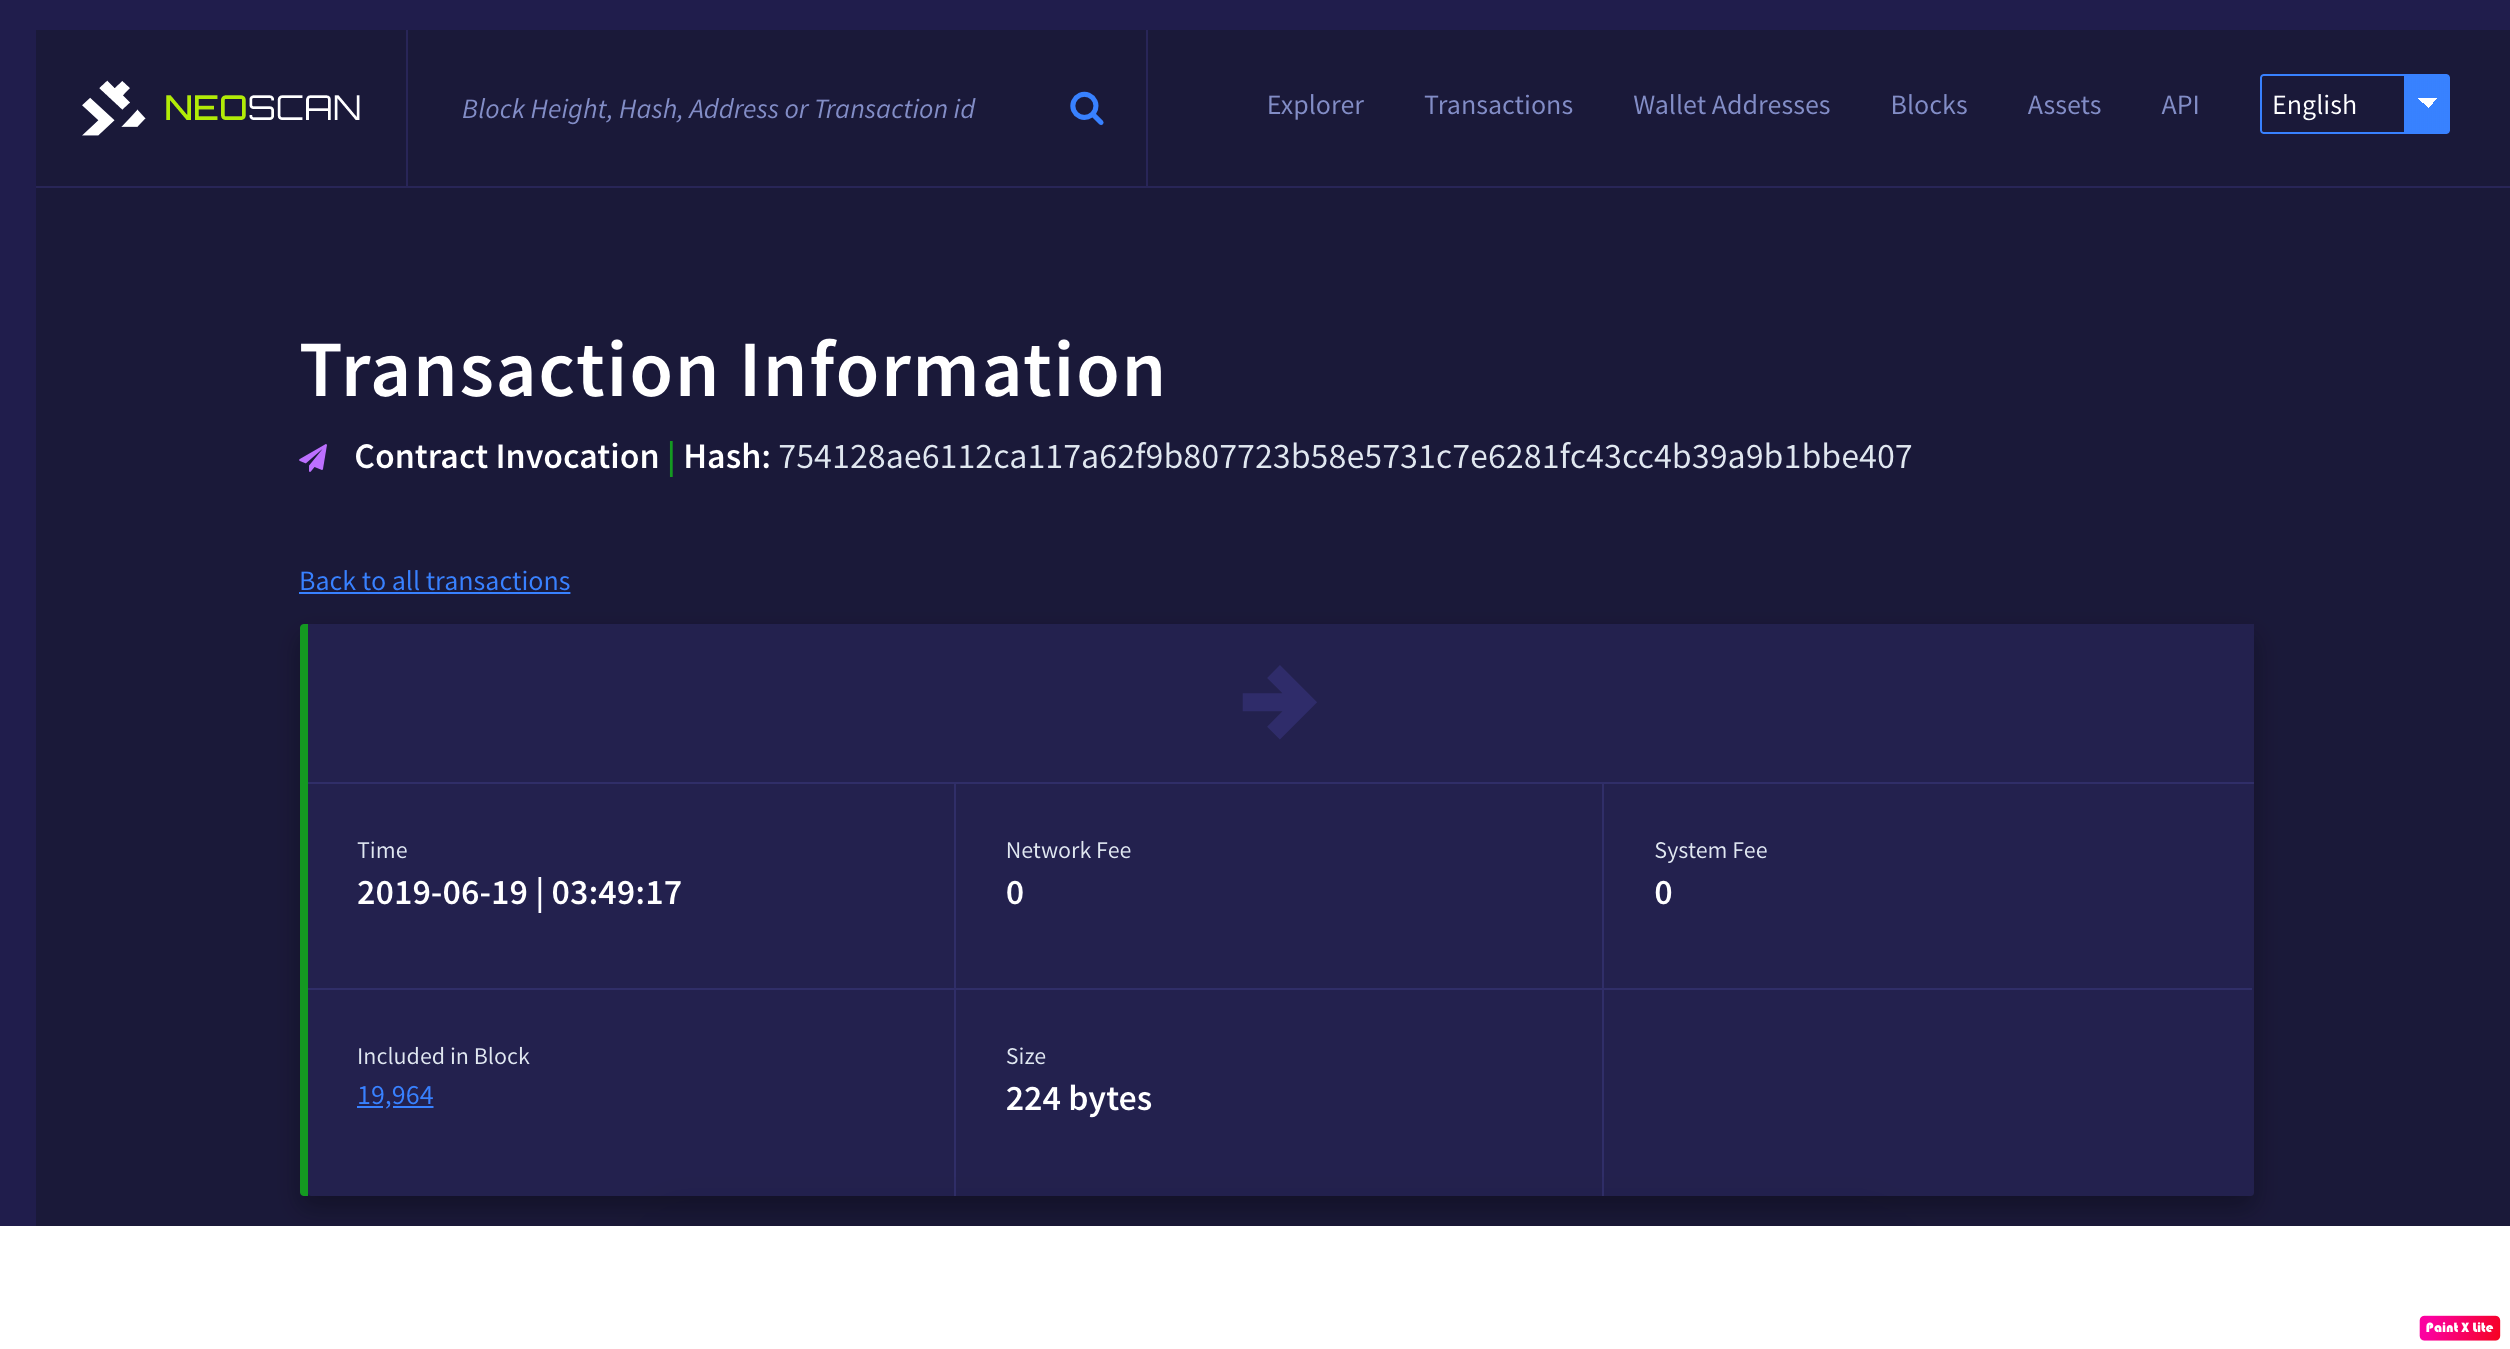 NEOSCAN
Block Height, Hash, Address or Transaction id
Explorer
Transactions
Wallet Addresses
Blocks
Assets
API
English
Transaction Information
Contract Invocation | Hash: 754128ae6112ca117a62f9b807723b58e5731c7e6281fc43cc4b39a9b1bbe407
Back to all transactions
Time
2019-06-19 | 03:49:17
Network Fee
0
System Fee
0
Included in Block
19,964
Size
224 bytes
Paint X Lite